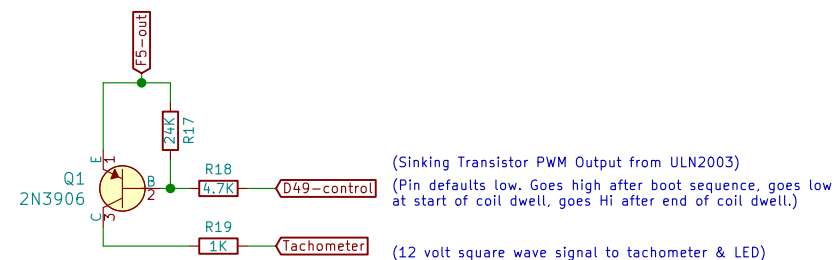 F5-out
24K
R17
E
1
Q1
2N3906
B
2
C
3
R18
4.7K
D49-control
(Sinking Transistor PWM Output from ULN2003)
(Pin defaults low. Goes high after boot sequence, goes low
at start of coil dwell, goes Hi after end of coil dwell.)
R19
1K
Tachometer
(12 volt square wave signal to tachometer & LED)